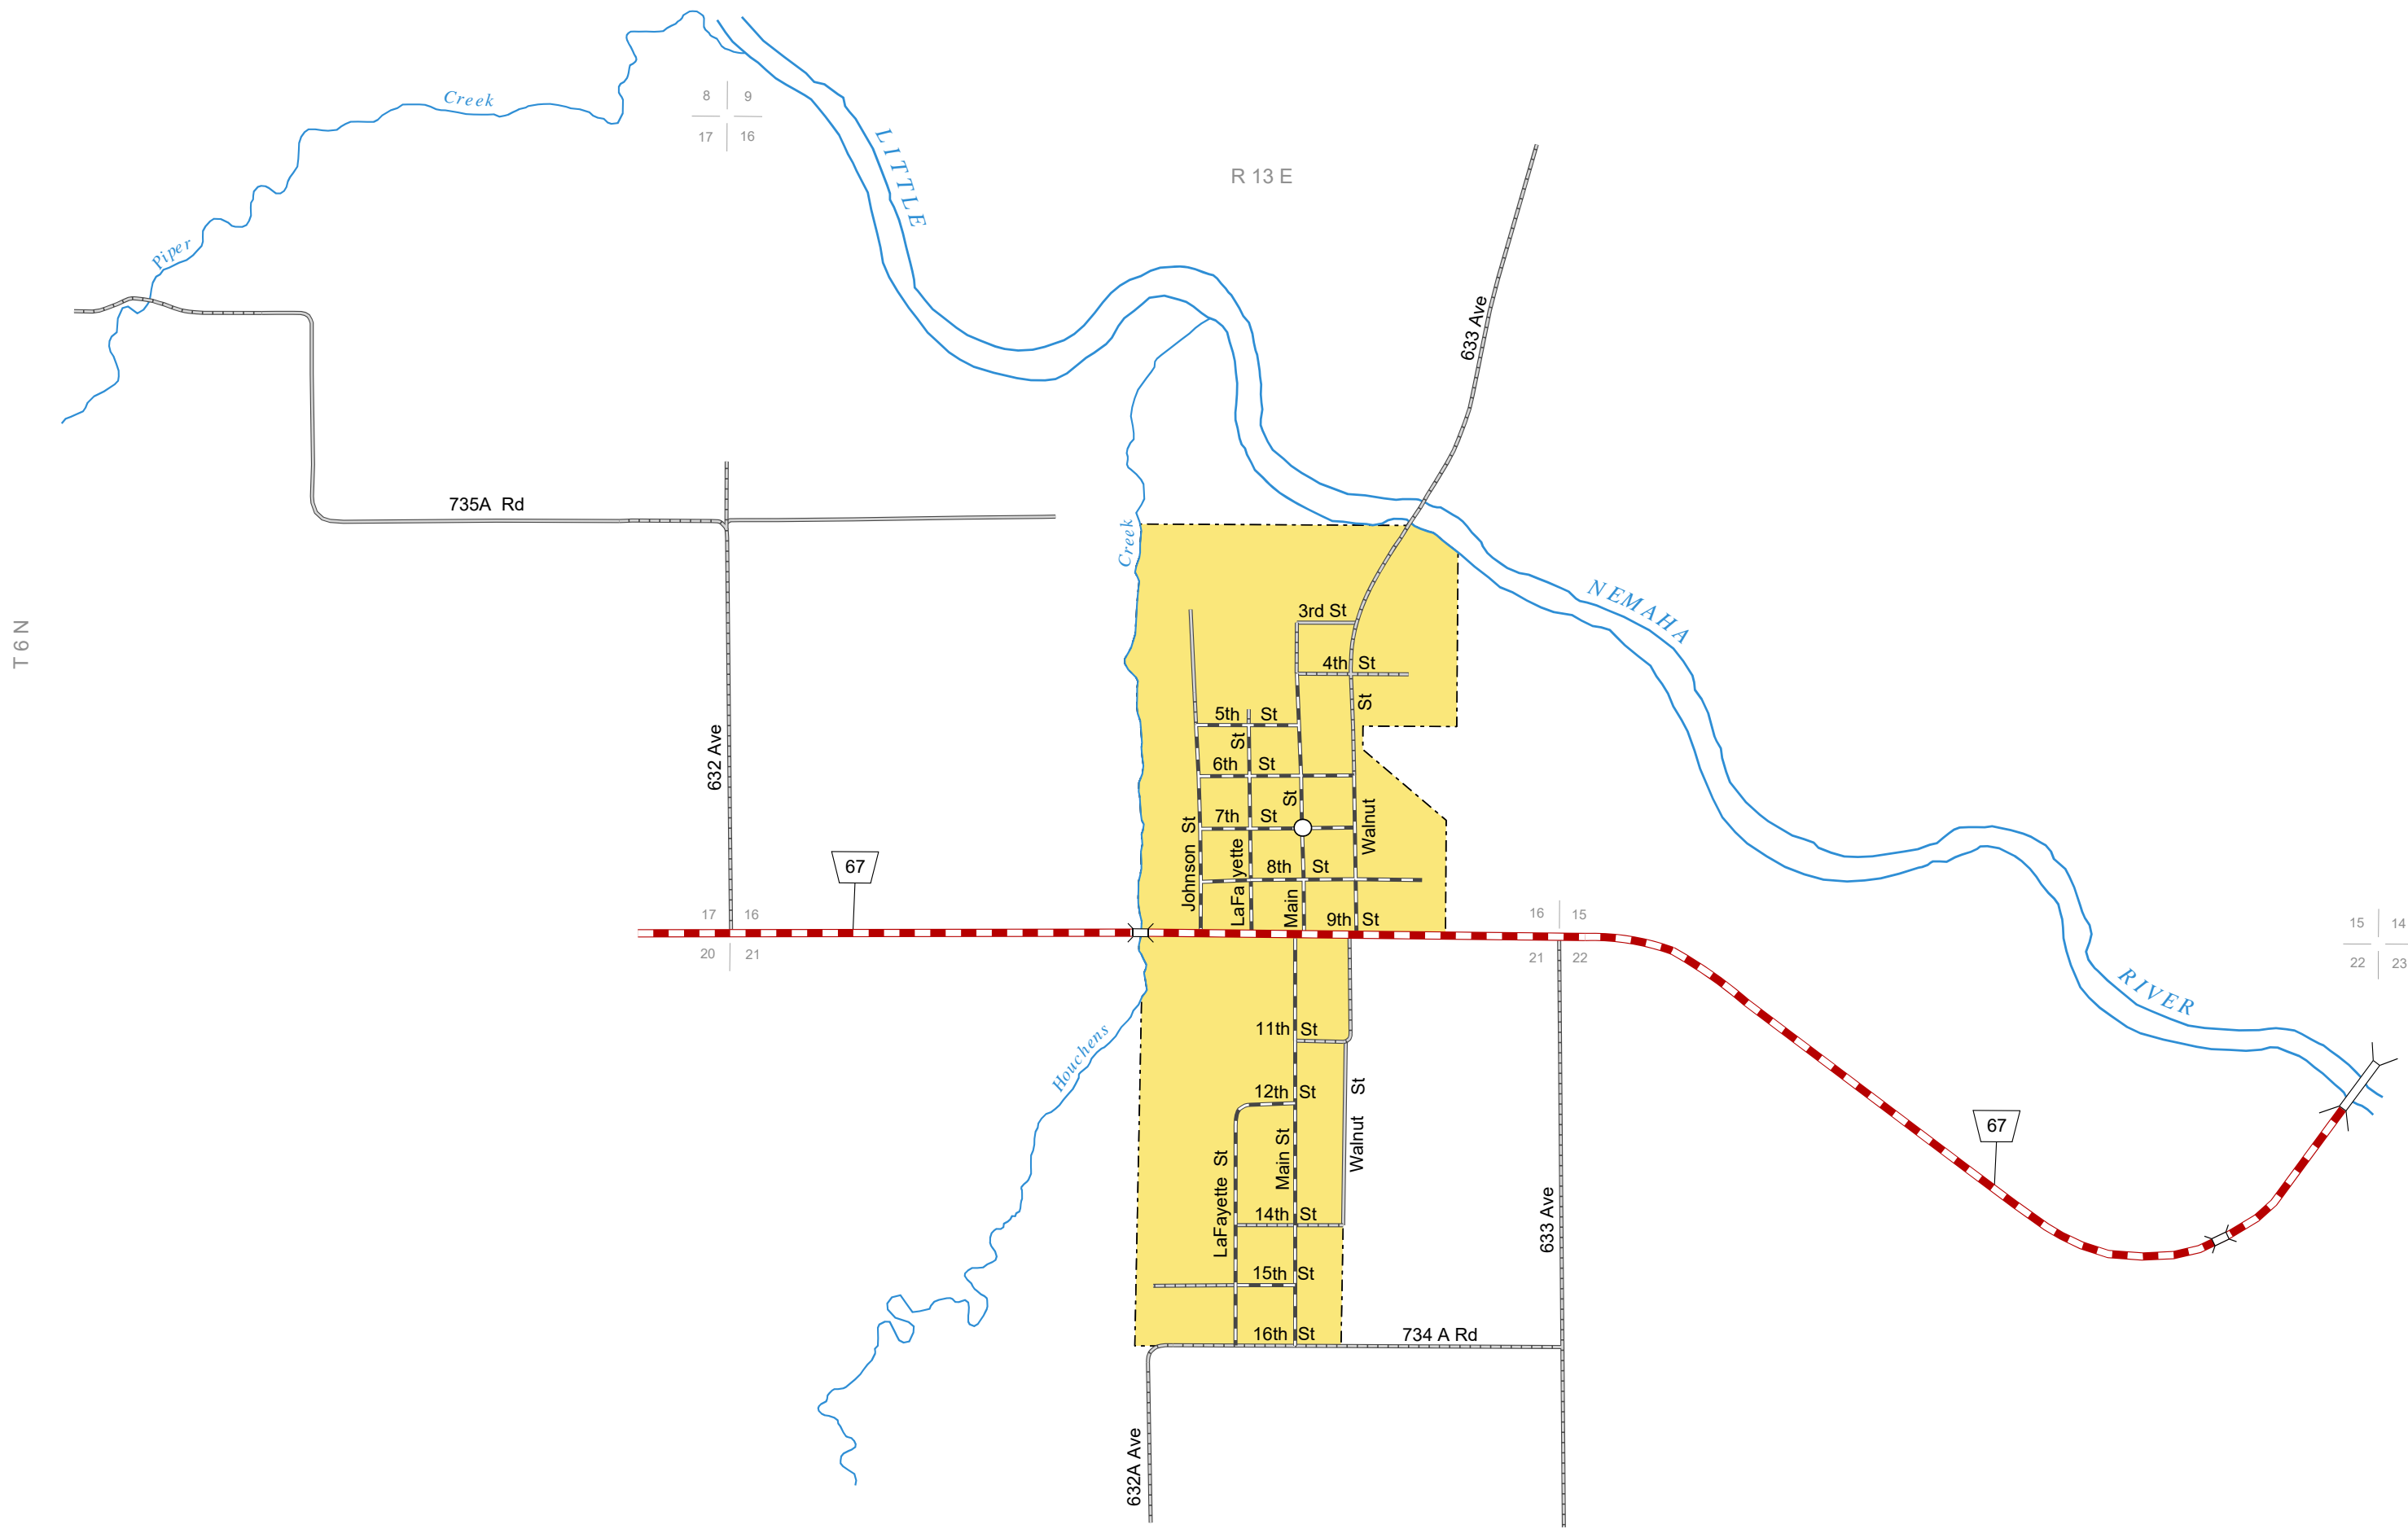 Creek
8 9
17 16
LITTLE
R 13 E
Piper
633 Ave
735A Rd
Creek
NEMAHA
T 6 N
3rd St
4th St
St
5th St
St
6th St
632 Ave
St
7th St
Johnson St
LaFayette
Walnut
67
8th St
Main
9th St
17 16
20 21
16 15
21 22
15 14
22 23
RIVER
11th St
Houchens
12th St
Walnut St
67
Main St
LaFayette St
14th St
633 Ave
15th St
16th St
734 A Rd
632A Ave